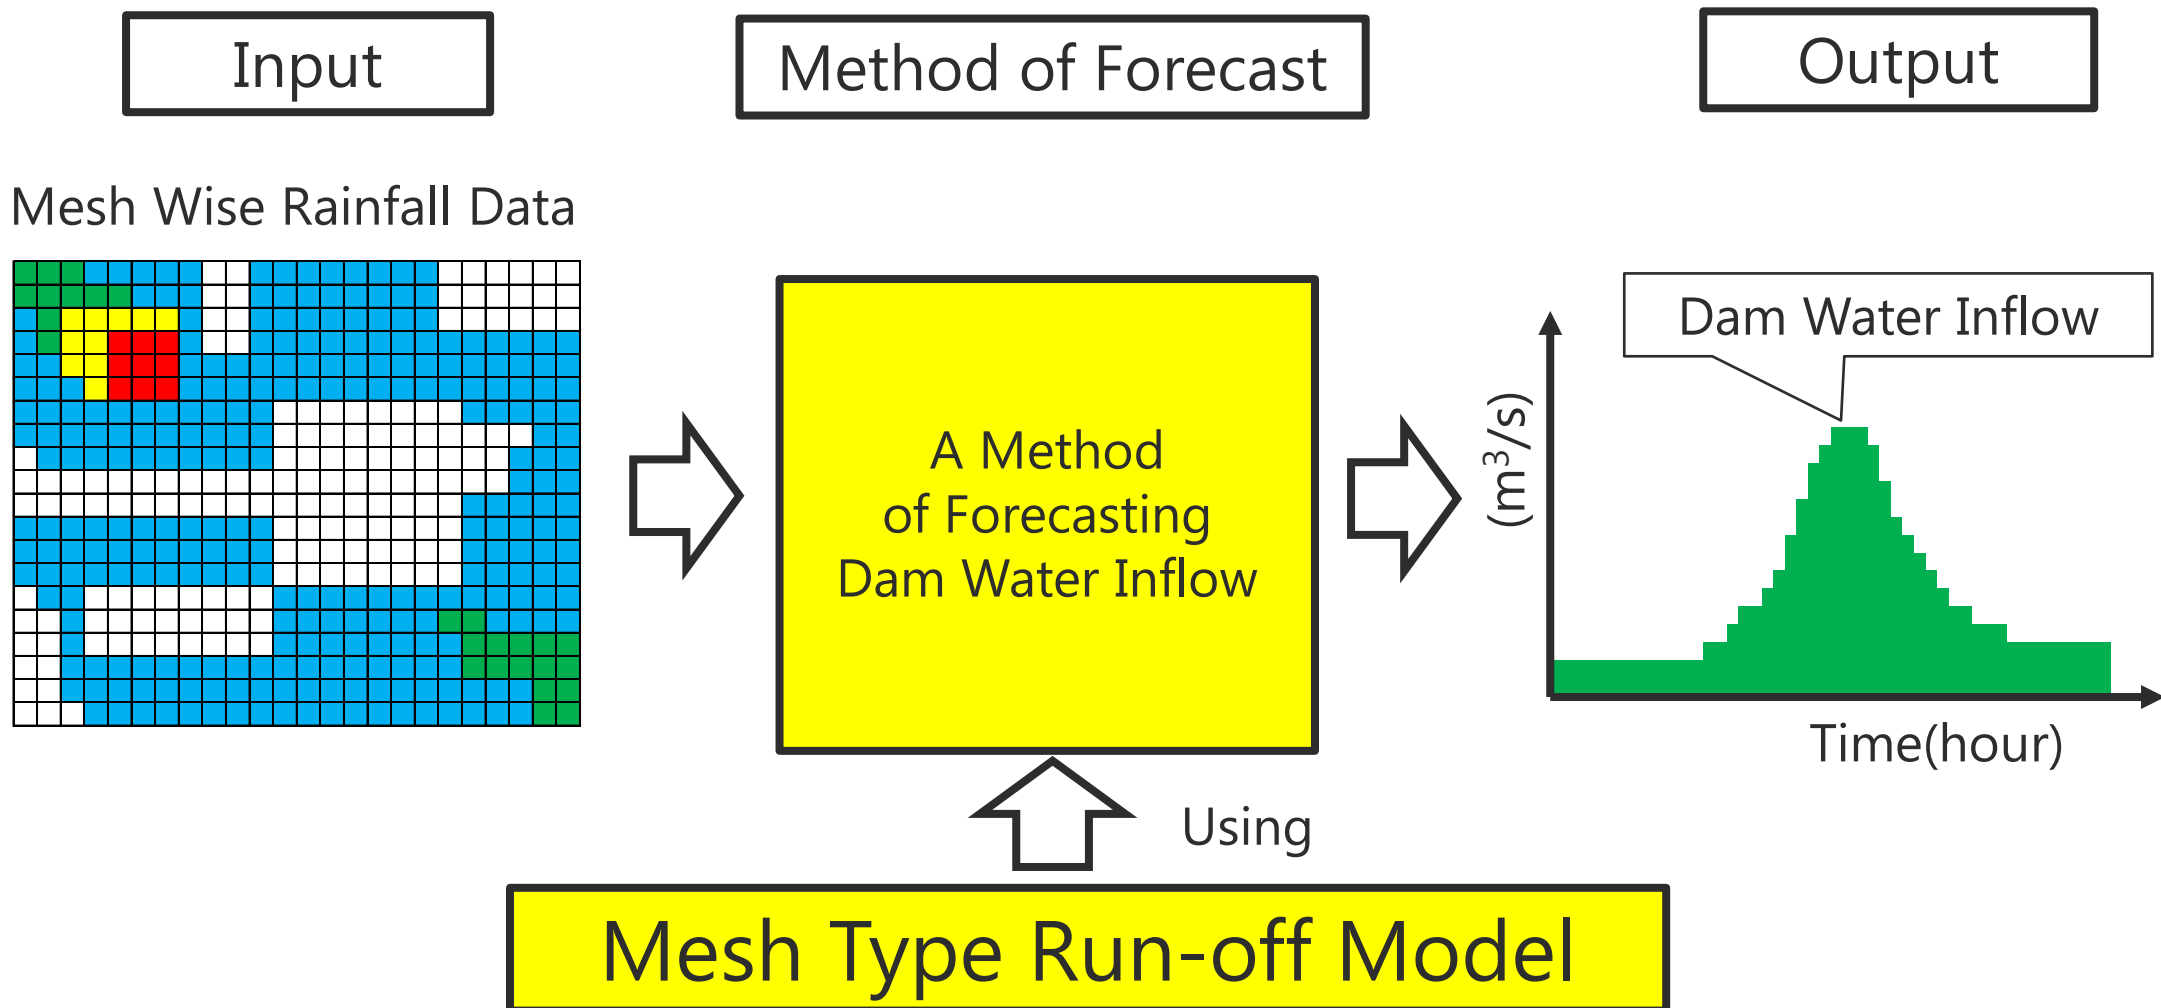 Input
Method of Forecast
Output
Mesh Wise Rainfall Data
A Method
of Forecasting
Dam Water Inflow
Dam Water Inflow
(m³/s)
Time(hour)
Using
Mesh Type Run-off Model